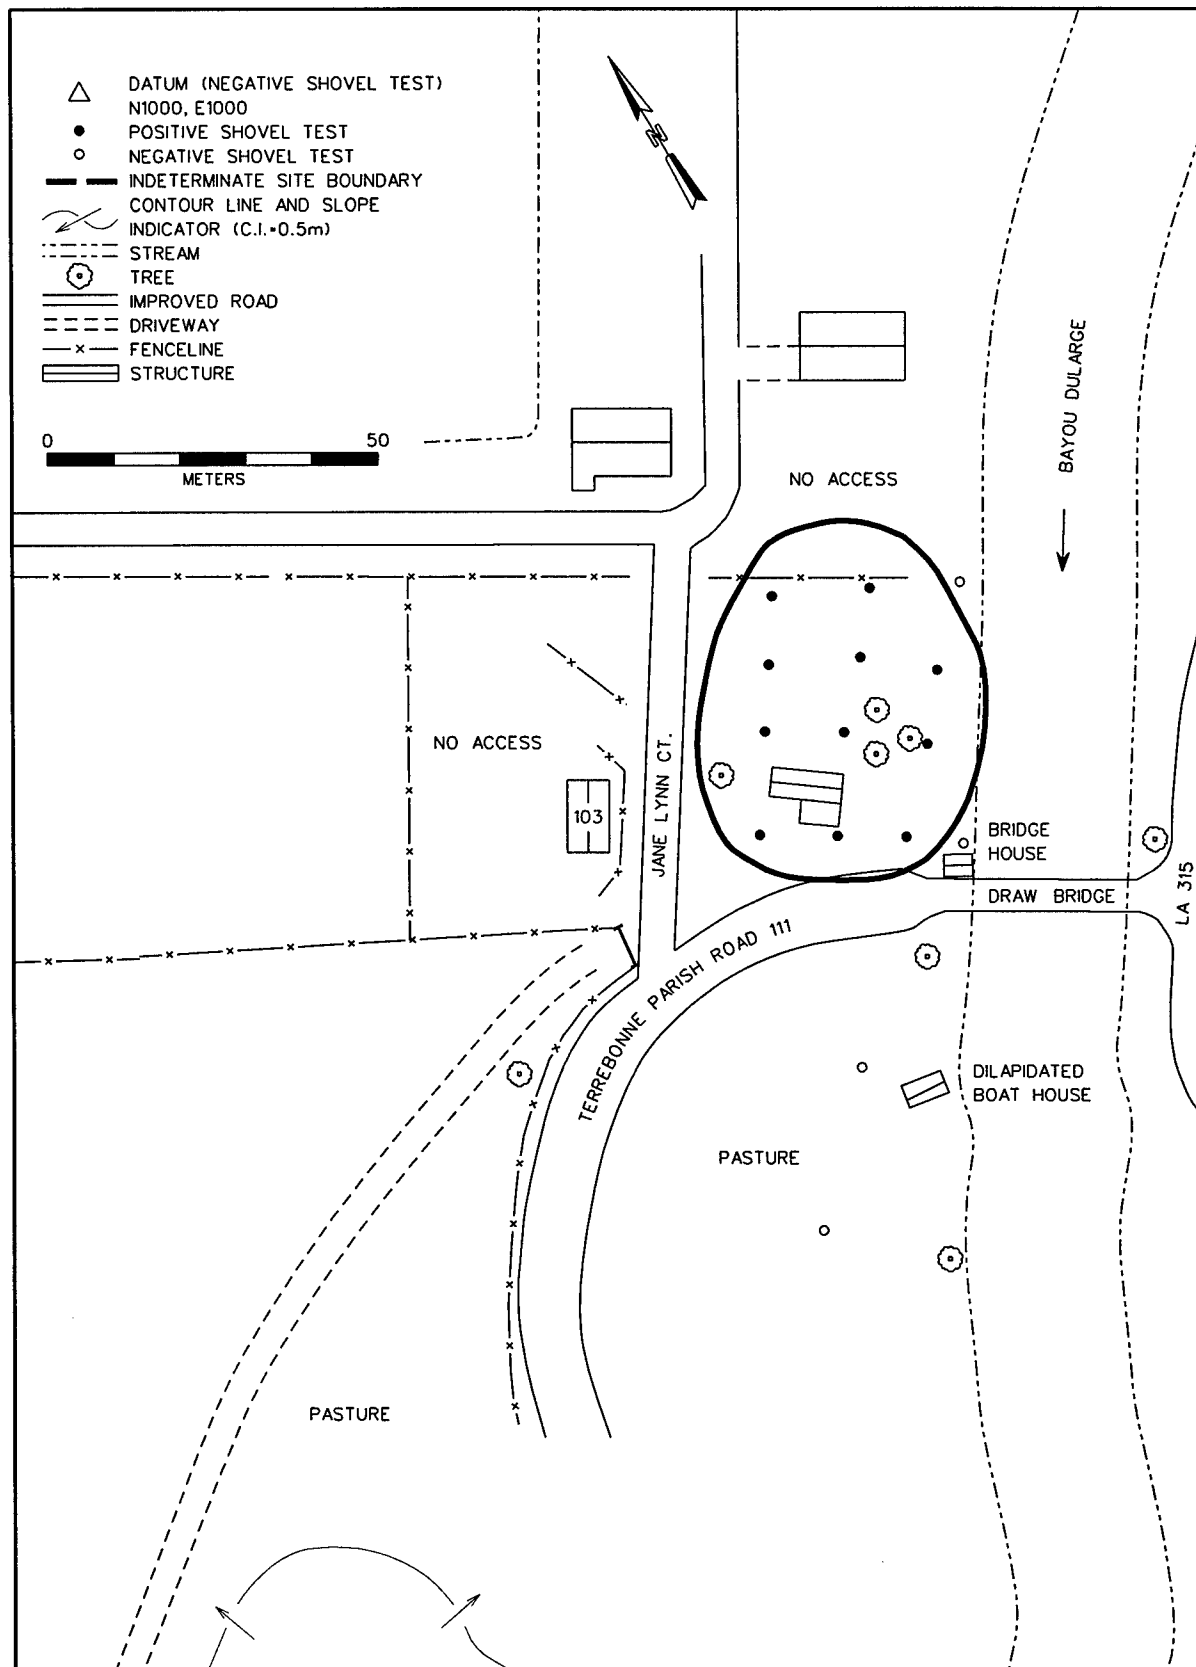 DATUM (NEGATIVE SHOVEL TEST)
N1000, E1000
POSITIVE SHOVEL TEST
NEGATIVE SHOVEL TEST
INDETERMINATE SITE BOUNDARY
CONTOUR LINE AND SLOPE
INDICATOR (C.I.=0.5m)
STREAM
TREE
IMPROVED ROAD
DRIVEWAY
FENCELINE
STRUCTURE
0 50
METERS
N
BAYOU DULARGE
NO ACCESS
NO ACCESS
103
JANE LYNN CT.
BRIDGE
HOUSE
DRAW BRIDGE
LA 315
TERREBONNE PARISH ROAD 111
DILAPIDATED
BOAT HOUSE
PASTURE
PASTURE